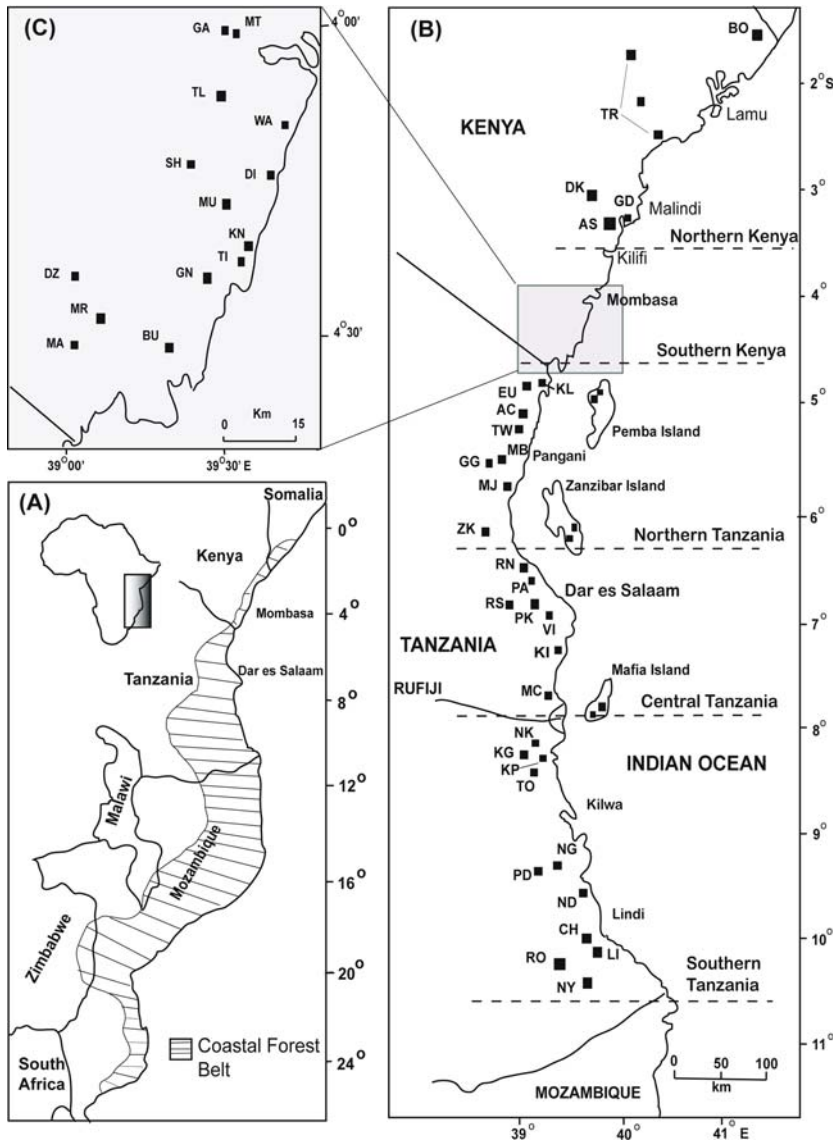 (C)
GA
MT
4°00'
TL
WA
SH
DI
MU
KN
TI
DZ
GN
MR
4°30'
MA
BU
Km
0
15
39°00'
39°30'
(A)
Somalia
0°
Kenya
4°
Mombasa
Tanzania
Dar es Salaam
8°
12°
Malawi
Mozambique
16°
Zimbabwe
20°
South
Africa
24°
Coastal Forest
Belt
(B)
BO
2°S
TR
Lamu
KENYA
DK
3°
GD
Malindi
AS
Northern Kenya
Kilifi
4°
Mombasa
Southern Kenya
KL
EU
5°
AC
TW
Pemba Island
MB
Pangani
GG
MJ
Zanzibar Island
6°
ZK
Northern Tanzania
RN
PA
Dar es Salaam
RS
PK
VI
7°
TANZANIA
KI
Mafia Island
RUFIJI
MC
Central Tanzania
8°
NK
KG
INDIAN OCEAN
KP
TO
Kilwa
9°
NG
PD
ND
Lindi
CH
10°
LI
RO
Southern
Tanzania
NY
11°
0
100
km
MOZAMBIQUE
39°
40°
41° E